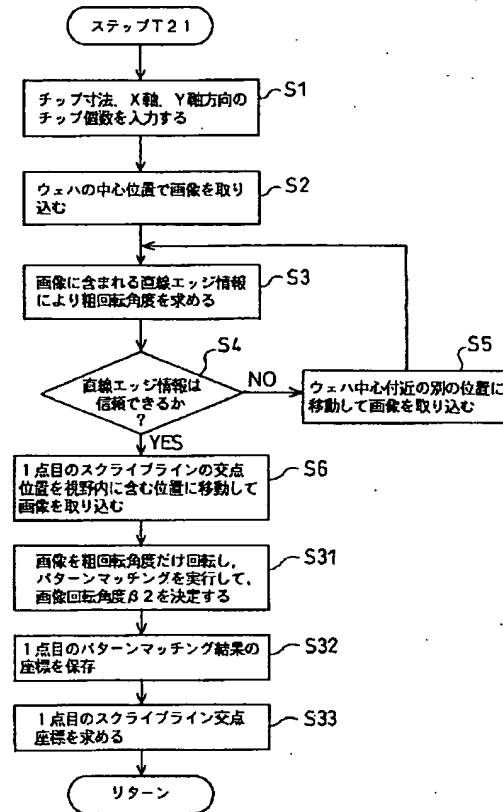 ステップT21
チップ寸法、X軸、Y軸方向の
チップ個数を入力する
S1
ウェハの中心位置で画像を取り
込む
S2
画像に含まれる直線エッジ情報
により粗回転角度を求める
S3
直線エッジ情報は
信頼できるか
?
S4
NO
YES
ウェハ中心付近の別の位置に
移動して画像を取り込む
S5
1点目のスクライブラインの交点
位置を視野内に含む位置に移動して
画像を取り込む
S6
画像を粗回転角度だけ回転し,
パターンマッチングを実行して,
画像回転角度β2を決定する
S31
1点目のパターンマッチング結果の
座標を保存
S32
1点目のスクライブライン交点
座標を求める
S33
リターン